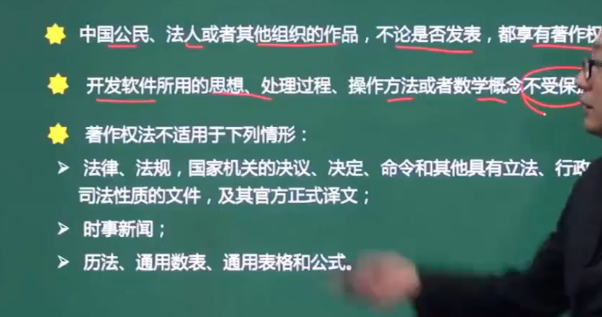 中国公民、法人或者其他组织的作品，不论是否发表，都享有著作权
开发软件所用的思想、处理过程、操作方法或者数学概念不受保
著作权法不适用于下列情形：
法律、法规，国家机关的决议、决定、命令和其他具有立法、行政
司法性质的文件，及其官方正式译文；
时事新闻；
历法、通用数表、通用表格和公式。